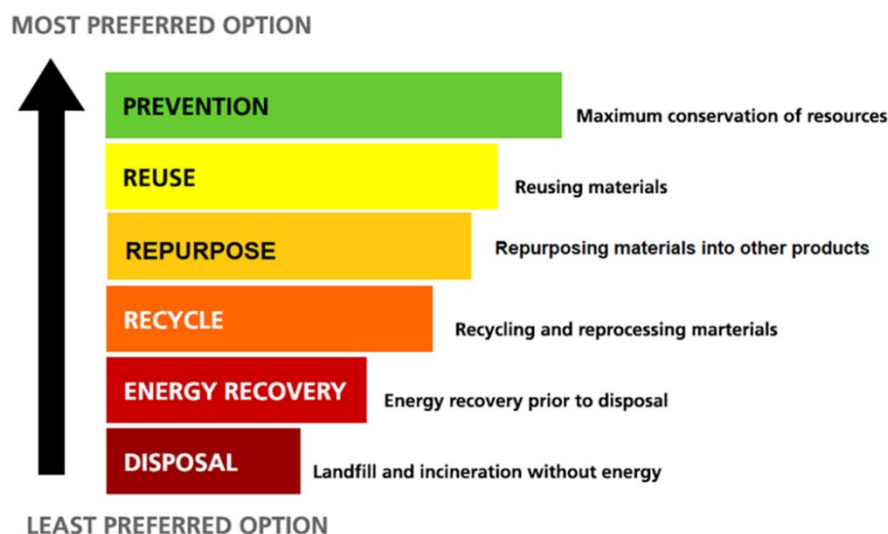 MOST PREFERRED OPTION
PREVENTION
Maximum conservation of resources
REUSE
Reusing materials
REPURPOSE
Repurposing materials into other products
RECYCLE
Recycling and reprocessing marterials
ENERGY RECOVERY
Energy recovery prior to disposal
DISPOSAL
Landfill and incineration without energy
LEAST PREFERRED OPTION